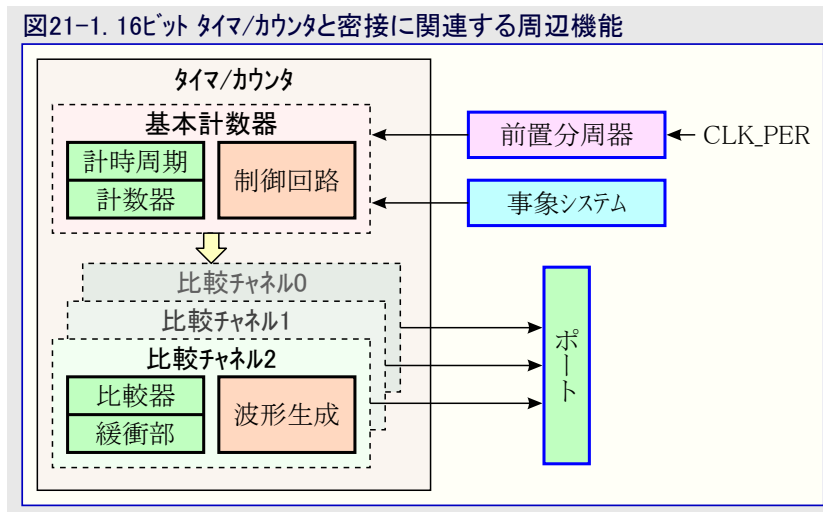 図21-1. 16ビット タイマ/カウンタと密接に関連する周辺機能
タイマ/カウンタ
基本計数器
計時周期
計数器
制御回路
前置分周器
CLK_PER
事象システム
比較チャネル0
比較チャネル1
比較チャネル2
比較器
緩衝部
波形生成
ポート